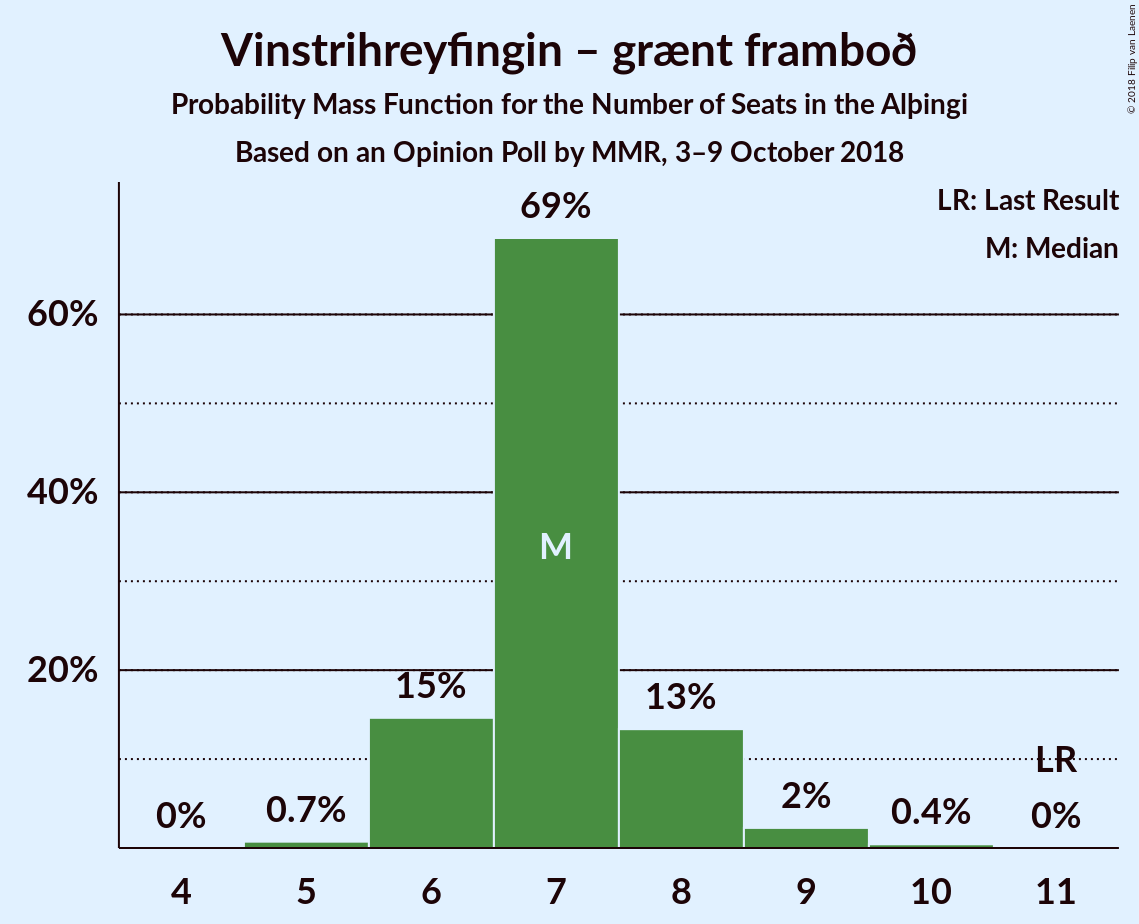 Vinstrihreyfingin – grænt framboð
Probability Mass Function for the Number of Seats in the Alþingi
Based on an Opinion Poll by MMR, 3–9 October 2018
© 2018 Filip van Laenen
LR: Last Result
M: Median
69%
60%
40%
M
20%
15%
13%
LR
0%
0.7%
2%
0.4%
0%
4
5
6
7
8
9
10
11